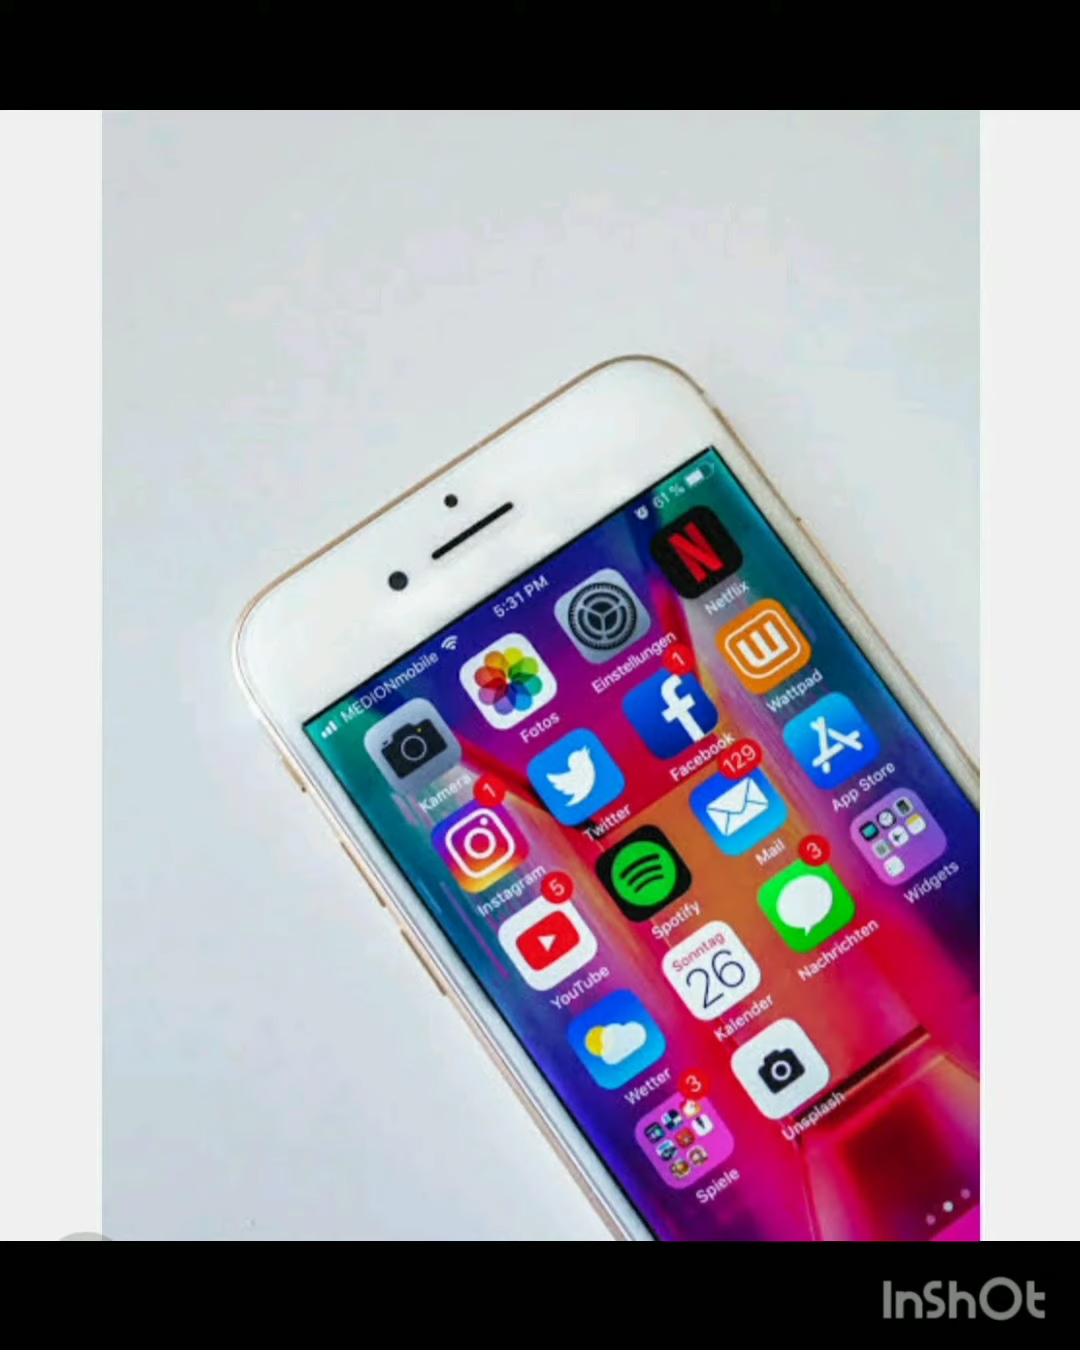 MEDIONmobile
5:31 PM
61 %
Kamera
Fotos
Einstellungen
Netflix
1
Instagram
Twitter
1
Facebook
Wattpad
5
YouTube
Spotify
129
Mail
App Store
Wetter
Sonntag
26
Kalender
3
Nachrichten
Widgets
3
Spiele
Unsplash
InShOt